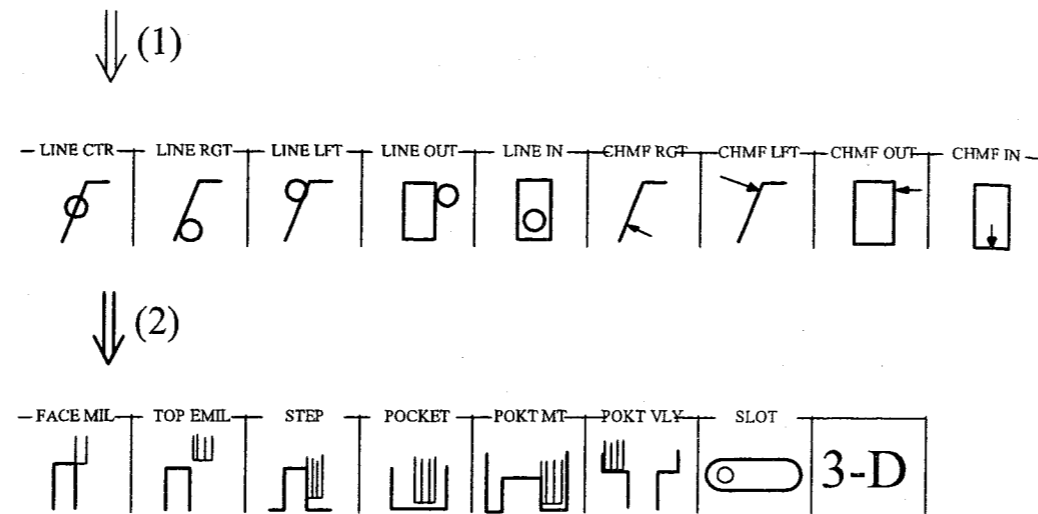 (1)
LINE CTR LINE RGT LINE LFT LINE OUT LINE IN CHMF RGT CHMF LFT CHMF OUT CHMF IN
(2)
FACE MIL TOP EMIL STEP POCKET POKT MT POKT VLY SLOT
3-D